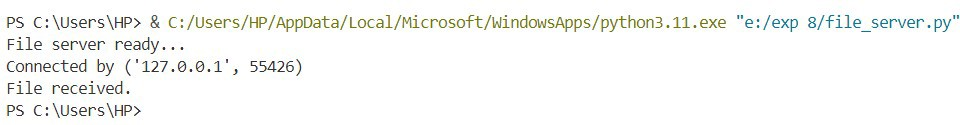 PS C:\Users\HP> & C:/Users/HP/AppData/Local/Microsoft/WindowsApps/python3.11.exe "e:/exp 8/file_server.py"
File server ready...
Connected by ('127.0.0.1', 55426)
File received.
PS C:\Users\HP>